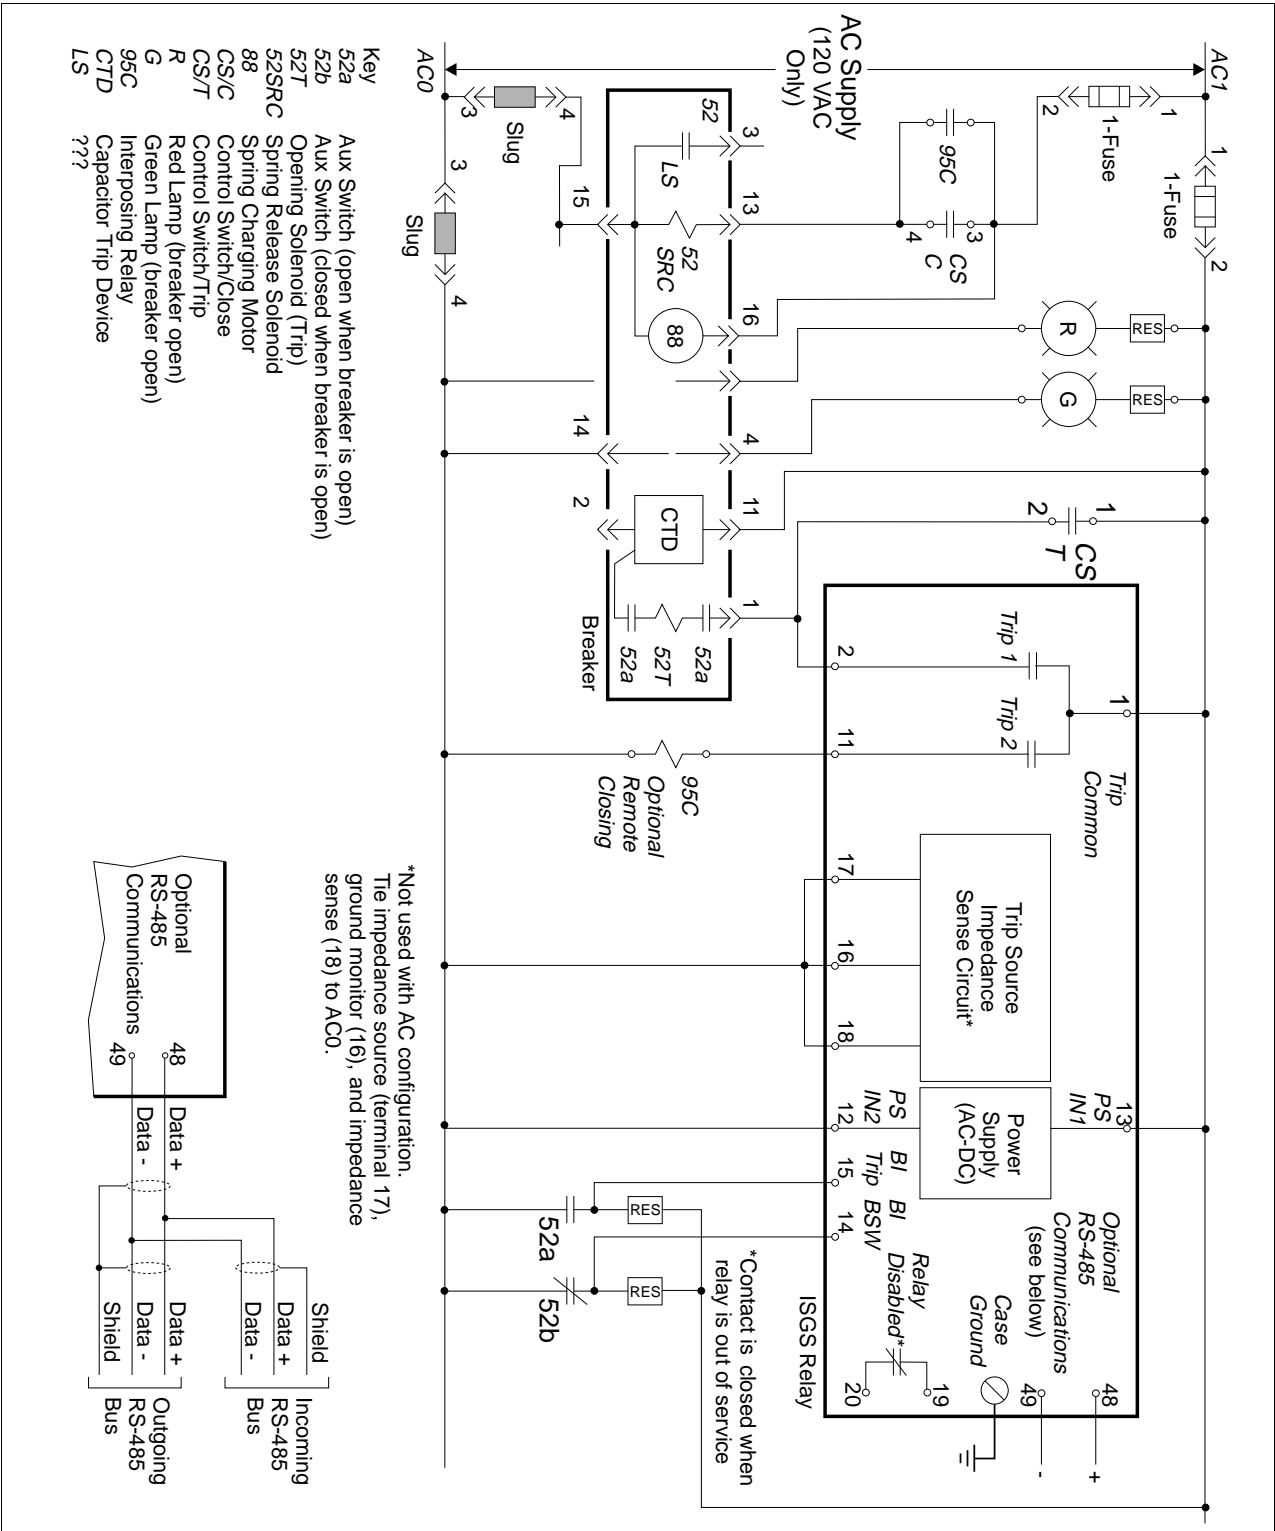 AC1
AC Supply
(120 VAC
Only)
AC0
1
1-Fuse
2
1
1-Fuse
2
3
Slug
4
3
Slug
4
95C
3
CS
C
4
RES
R
RES
G
1
CS
T
2
52
3
LS
13
52
SRC
15
16
88
4
14
11
CTD
2
1
52a
52T
52a
Breaker
1
Trip
Common
Trip 1
Trip 2
2
11
95C
Optional
Remote
Closing
Trip Source
Impedance
Sense Circuit*
17
16
18
13
PS
IN1
Power
Supply
(AC-DC)
PS
IN2
12
BI
Trip
15
BI
BSW
14
Optional
RS-485
Communications
(see below)
48
+
49
-
Case
Ground
Relay
Disabled*
19
20
ISGS Relay
*Contact is closed when
relay is out of service
RES
52a
RES
52b
*Not used with AC configuration.
Tie impedance source (terminal 17),
ground monitor (16), and impedance
sense (18) to AC0.
Key
52a Aux Switch (open when breaker is open)
52b Aux Switch (closed when breaker is open)
52T Opening Solenoid (Trip)
52SRC Spring Release Solenoid
88 Spring Charging Motor
CS/C Control Switch/Close
CS/T Control Switch/Trip
R Red Lamp (breaker open)
G Green Lamp (breaker open)
95C Interposing Relay
CTD Capacitor Trip Device
LS ???
Optional
RS-485
Communications
48
49
Data +
Data -
Shield
Data +
Data -
Incoming
RS-485
Bus
Data +
Data -
Shield
Outgoing
RS-485
Bus